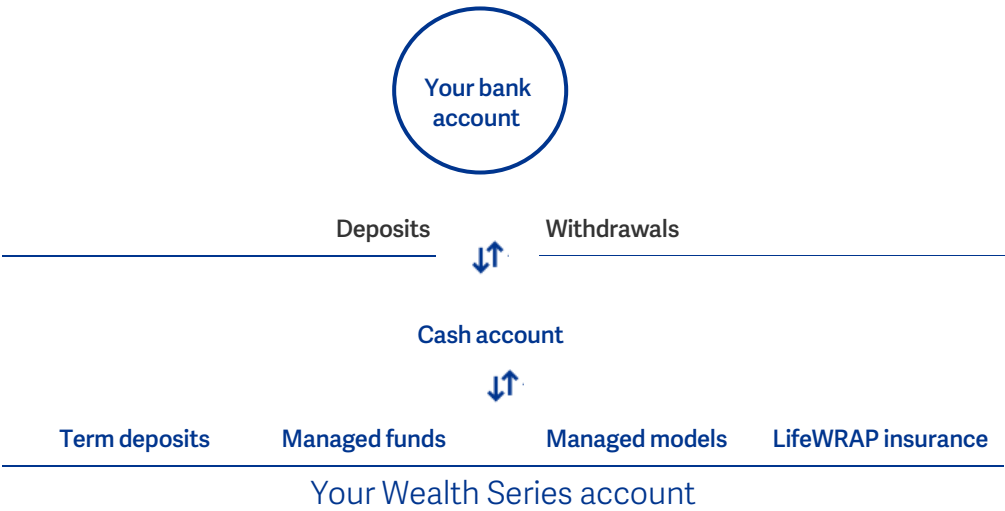 Your bank
account
Deposits Withdrawals
Cash account
Term deposits Managed funds Managed models LifeWRAP insurance
Your Wealth Series account